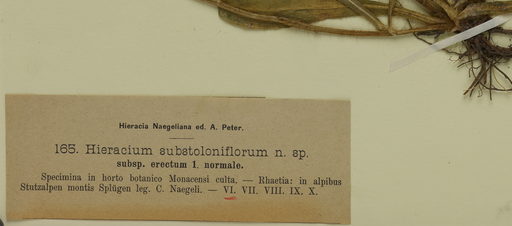 Hieracia Naegeliana ed. A. Peter.
165. Hieracium substoloniflorum n. sp.
subsp. erectum 1. normale.
Specimina in horto botanico Monacensi culta. — Rhaetia: in alpibus
Stutzalpen montis Splügen leg. C. Naegeli. — VI. VII. VIII. IX. X.